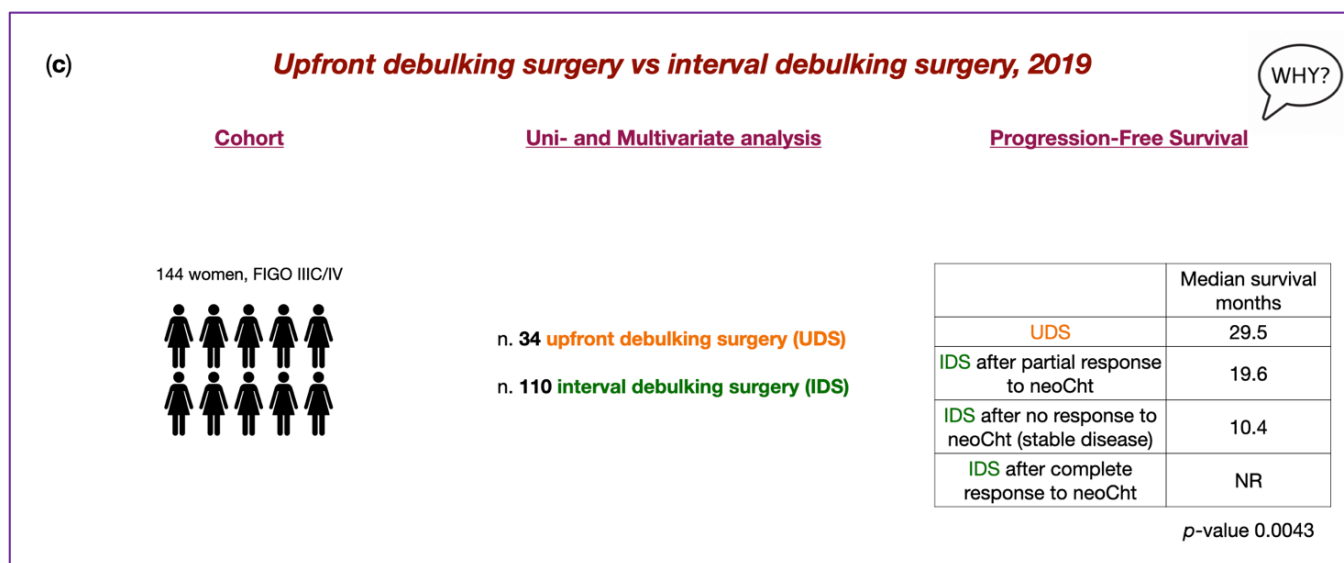 (c)
Upfront debulking surgery vs interval debulking surgery, 2019
WHY?
Cohort
Uni- and Multivariate analysis
Progression-Free Survival
144 women, FIGO IIIC/IV
n. 34 upfront debulking surgery (UDS)
n. 110 interval debulking surgery (IDS)
Median survival
months
UDS
29.5
IDS after partial response
to neoCht
19.6
IDS after no response to
neoCht (stable disease)
10.4
IDS after complete
response to neoCht
NR
p-value 0.0043